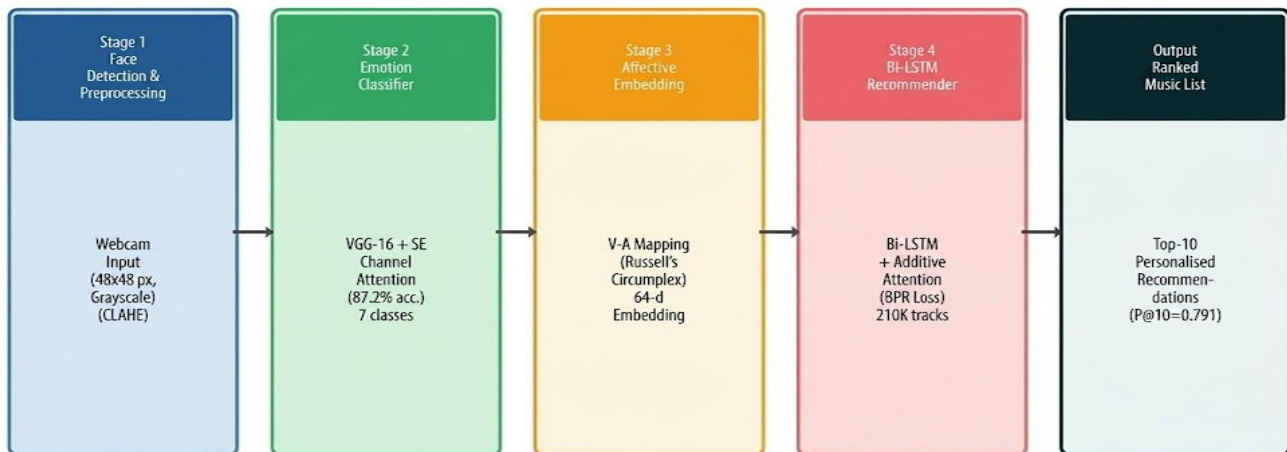 Stage 1
Face
Detection &
Preprocessing
Webcam
Input
(48x48 px,
Grayscale)
(CLAHE)
Stage 2
Emotion
Classifier
VGG-16 + SE
Channel
Attention
(87.2% acc.)
7 classes
Stage 3
Affective
Embedding
V-A Mapping
(Russell's
Circumplex)
64-d
Embedding
Stage 4
Bi-LSTM
Recommender
Bi-LSTM
+ Additive
Attention
(BPR Loss)
210K tracks
Output
Ranked
Music List
Top-10
Personalised
Recommen-
dations
(P@10=0.791)